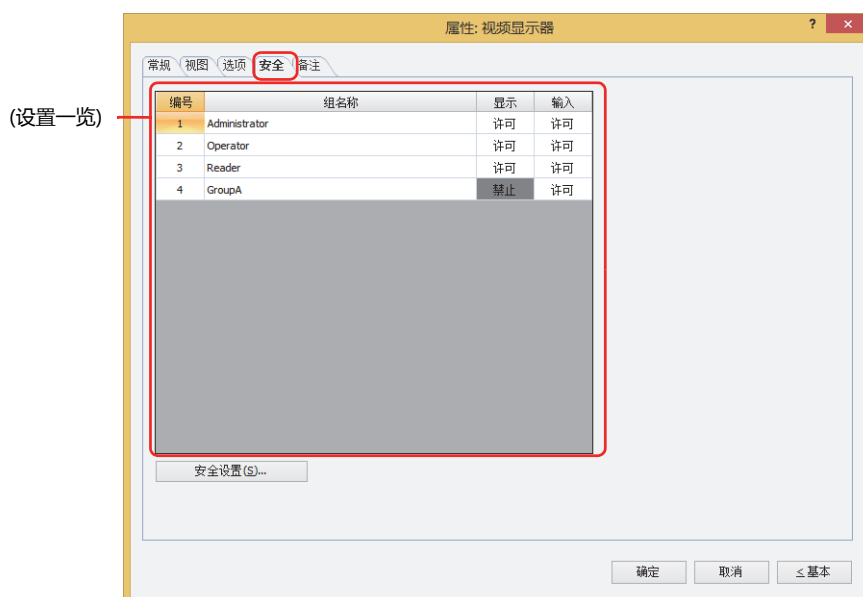 属性: 视频显示器 ? ×
常规 视图 选项 安全 备注
(设置一览)
编号 组名称 显示 输入
1 Administrator 许可 许可
2 Operator 许可 许可
3 Reader 许可 许可
4 GroupA 禁止 许可
安全设置(S)...
确定 取消 ≤基本